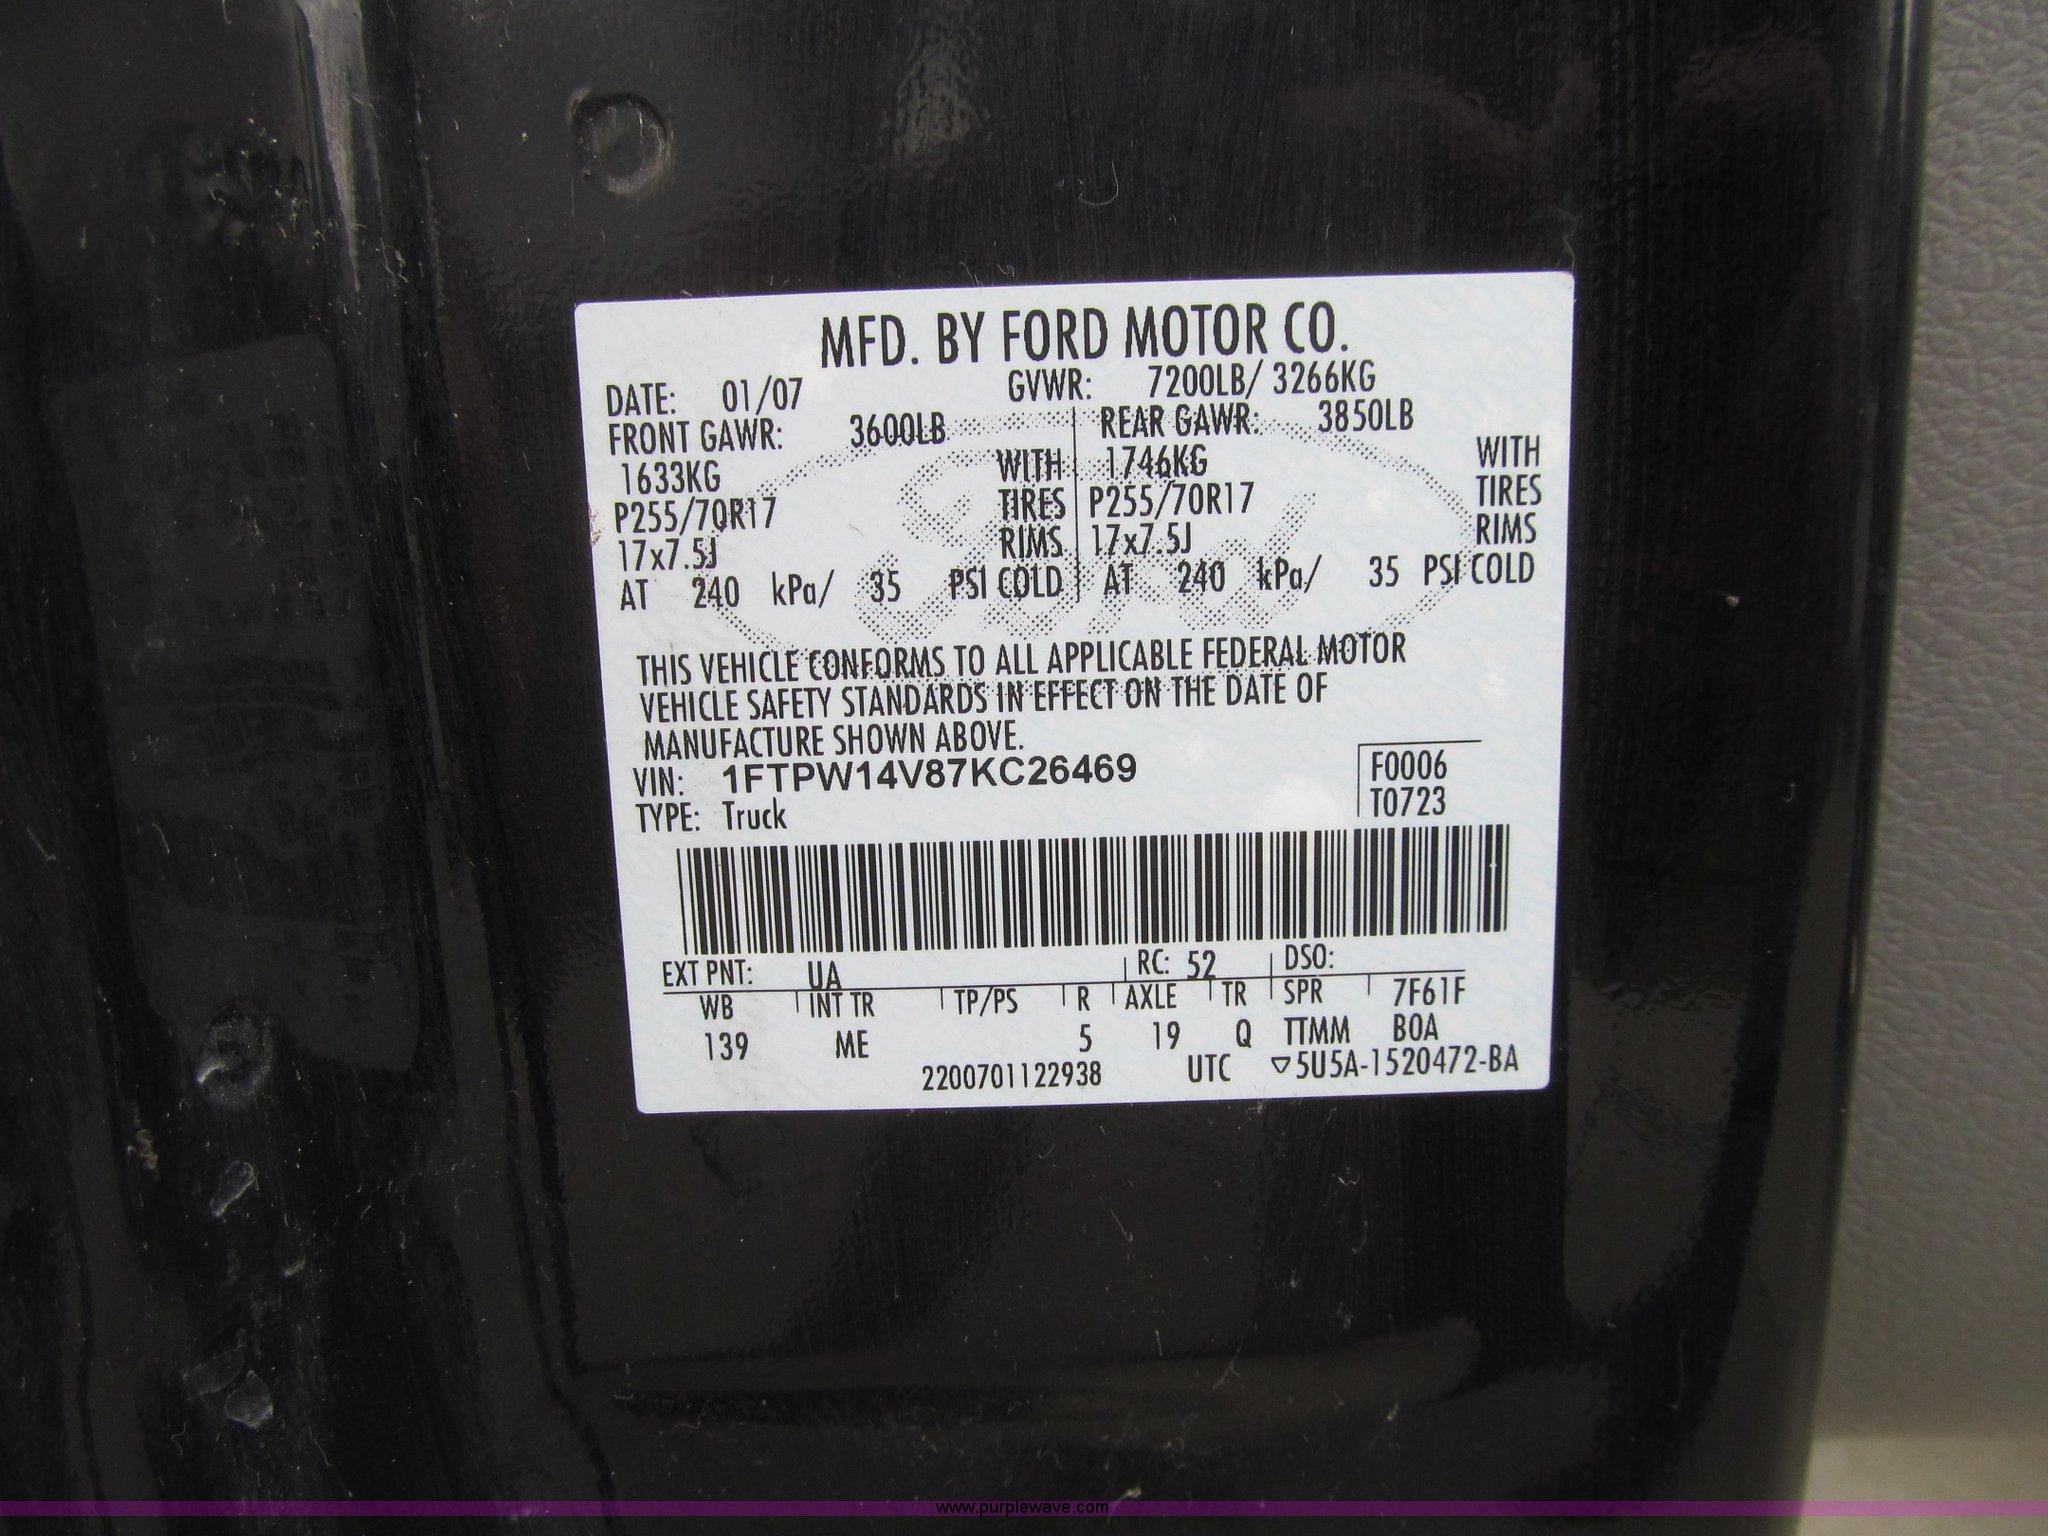 MFD. BY FORD MOTOR CO.
DATE: 01/07 GVWR: 7200LB/ 3266KG
FRONT GAWR: 3600LB REAR GAWR: 3850LB
1633KG WITH 1746KG WITH
P255/70R17 TIRES P255/70R17 TIRES
17x7.5J RIMS 17x7.5J RIMS
AT 240 kPa/ 35 PSI COLD AT 240 kPa/ 35 PSI COLD
Ford
THIS VEHICLE CONFORMS TO ALL APPLICABLE FEDERAL MOTOR
VEHICLE SAFETY STANDARDS IN EFFECT ON THE DATE OF
MANUFACTURE SHOWN ABOVE.
VIN: 1FTPW14V87KC26469 F0006
TYPE: Truck T0723
EXT PNT: UA RC: 52 DSO:
WB INT TR TP/PS R AXLE TR SPR 7F61F
139 ME 5 19 Q TTMM BOA
2200701122938 UTC ▽5U5A-1520472-BA
www.purplewave.com